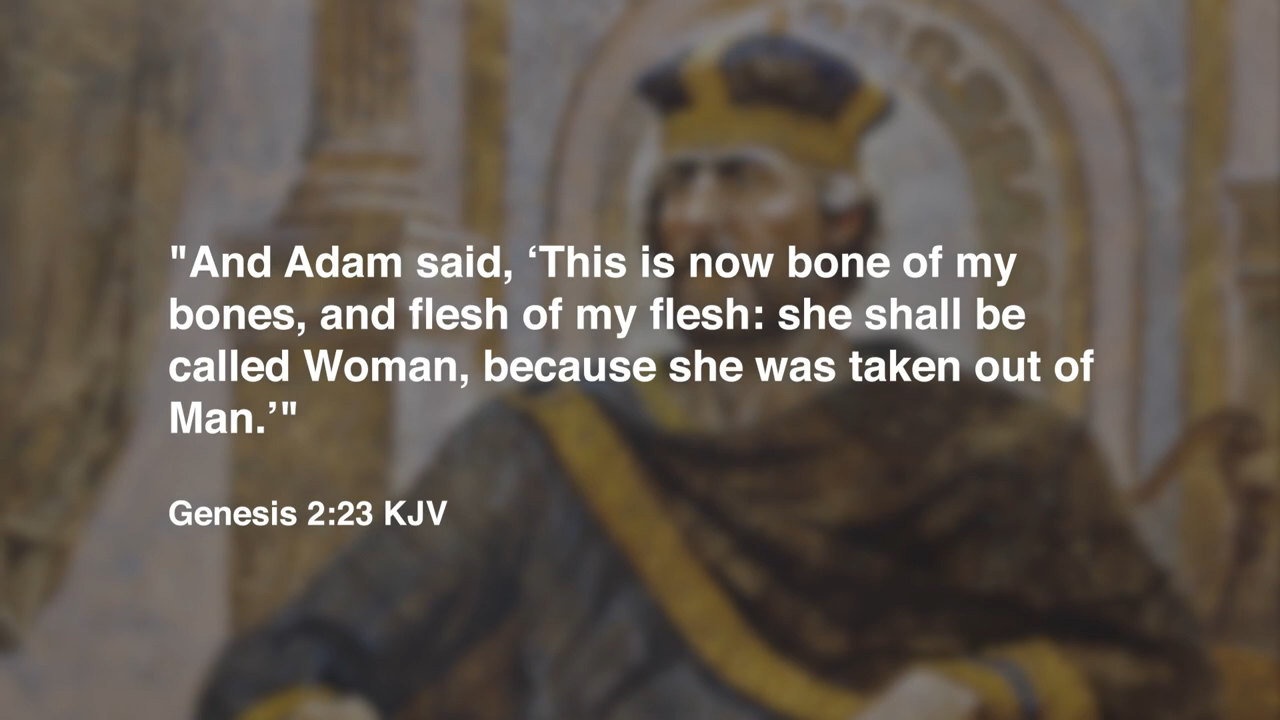 "And Adam said, ‘This is now bone of my
bones, and flesh of my flesh: she shall be
called Woman, because she was taken out of
Man.’"
Genesis 2:23 KJV